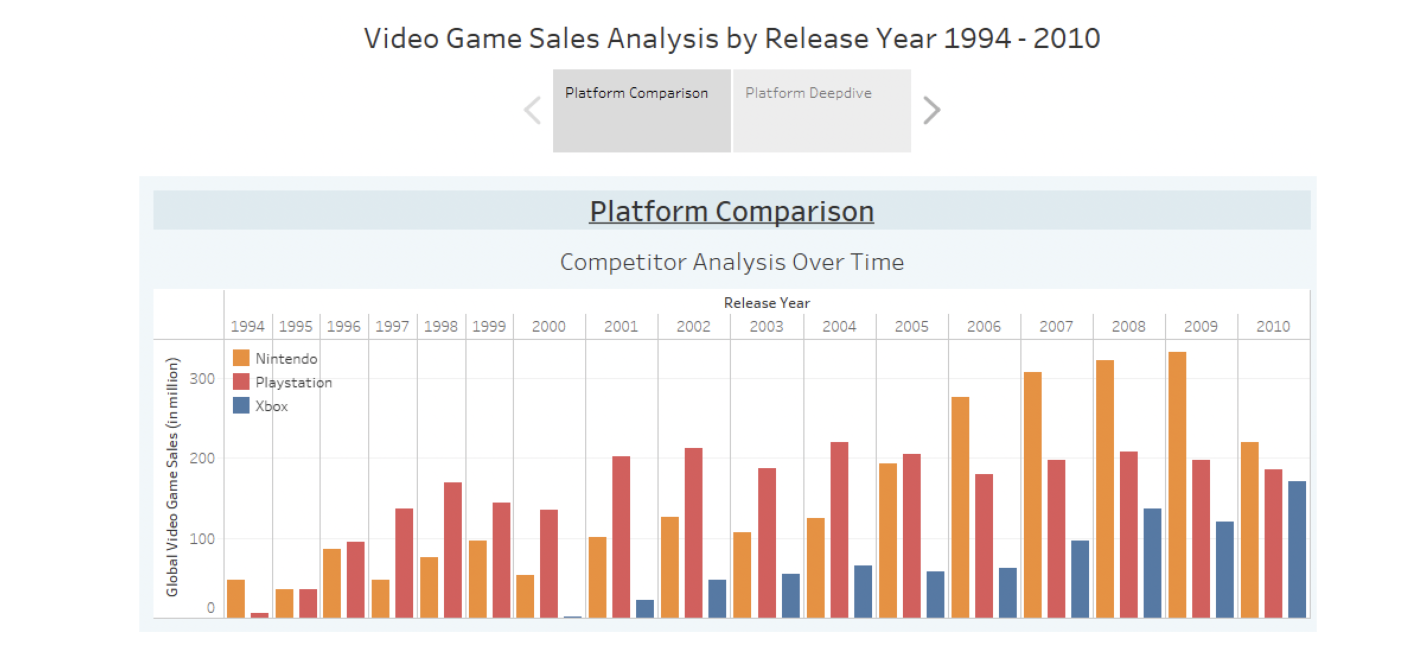 Video Game Sales Analysis by Release Year 1994 - 2010
Platform Comparison
Platform Deepdive
Platform Comparison
Competitor Analysis Over Time
Release Year
1994 1995 1996 1997 1998 1999 2000 2001 2002 2003 2004 2005 2006 2007 2008 2009 2010
Global Video Game Sales (in million)
300
200
100
0
Nintendo
Playstation
Xbox